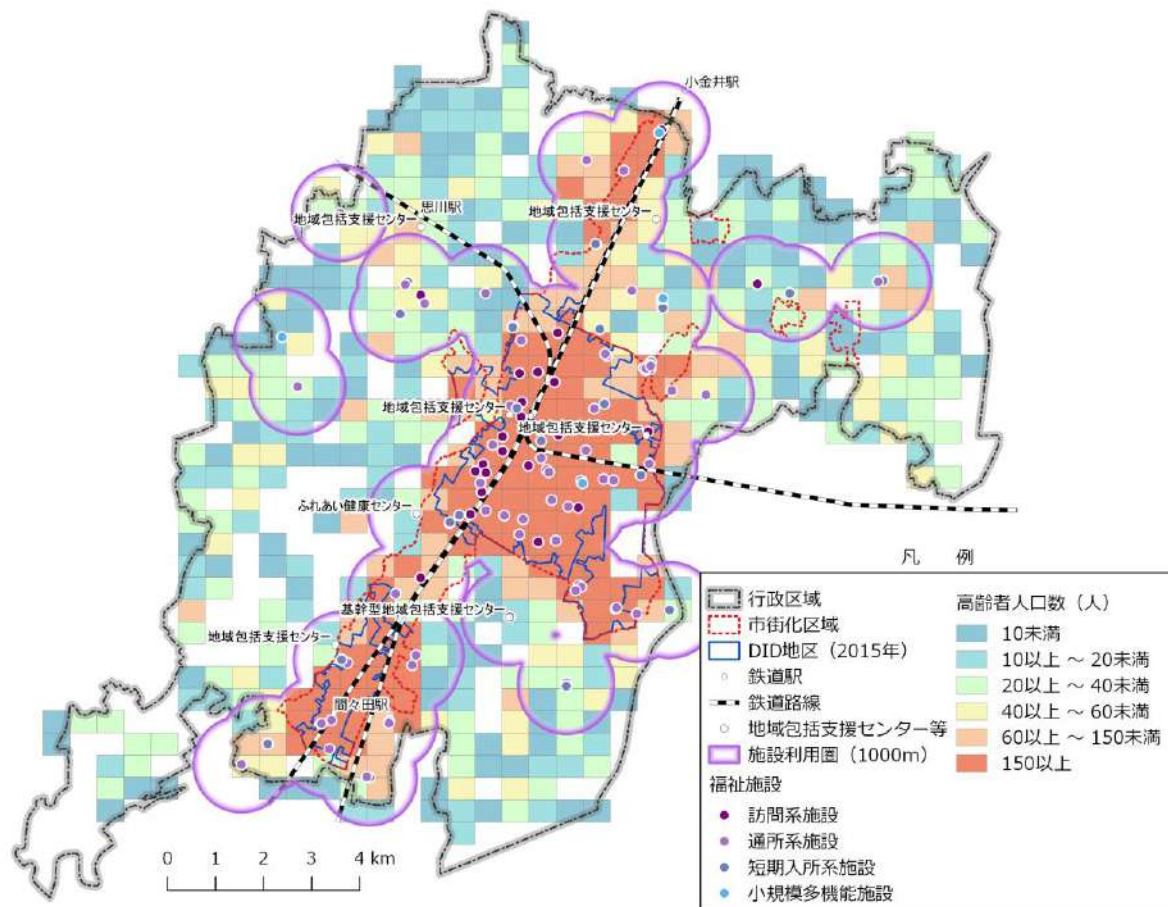 小金井駅
思川駅
地域包括支援センター
地域包括支援センター
地域包括支援センター
地域包括支援センター
ふれあい健康センター
基幹型地域包括支援センター
地域包括支援センター
間々田駅
0 1 2 3 4 km
凡 例
行政区域
市街化区域
DID地区（2015年）
鉄道駅
鉄道路線
地域包括支援センター等
施設利用圏（1000m）
福祉施設
訪問系施設
通所系施設
短期入所系施設
小規模多機能施設
高齢者人口数（人）
10未満
10以上 ～ 20未満
20以上 ～ 40未満
40以上 ～ 60未満
60以上 ～ 150未満
150以上